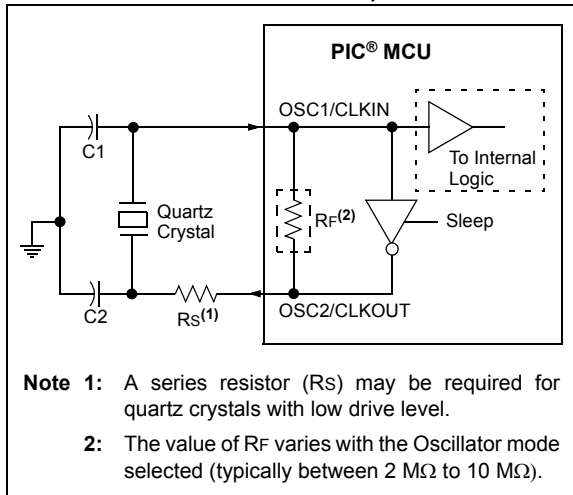 PIC® MCU
OSC1/CLKIN
C1
To Internal
Logic
Quartz
Crystal
RF(2)
Sleep
C2
RS(1)
OSC2/CLKOUT
Note 1: A series resistor (RS) may be required for
quartz crystals with low drive level.
2: The value of RF varies with the Oscillator mode
selected (typically between 2 MΩ to 10 MΩ).